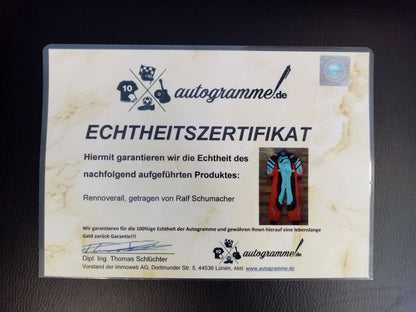 10
autogramme.de
ECHTHEITSZERTIFIKAT
Hiermit garantieren wir die Echtheit des
nachfolgend aufgeführten Produktes:
Rennoverall, getragen von Ralf Schumacher
Wir garantieren für die 100%ige Echtheit der Autogramme und gewähren Ihnen hierauf eine lebenslange
Geld zurück Garantie!!!
autogramme.de
Dipl. Ing. Thomas Schlüchter
Vorstand der Immoweb AG, Dortmunder Str. 5, 44536 Lünen, Abtl. www.autogramme.de